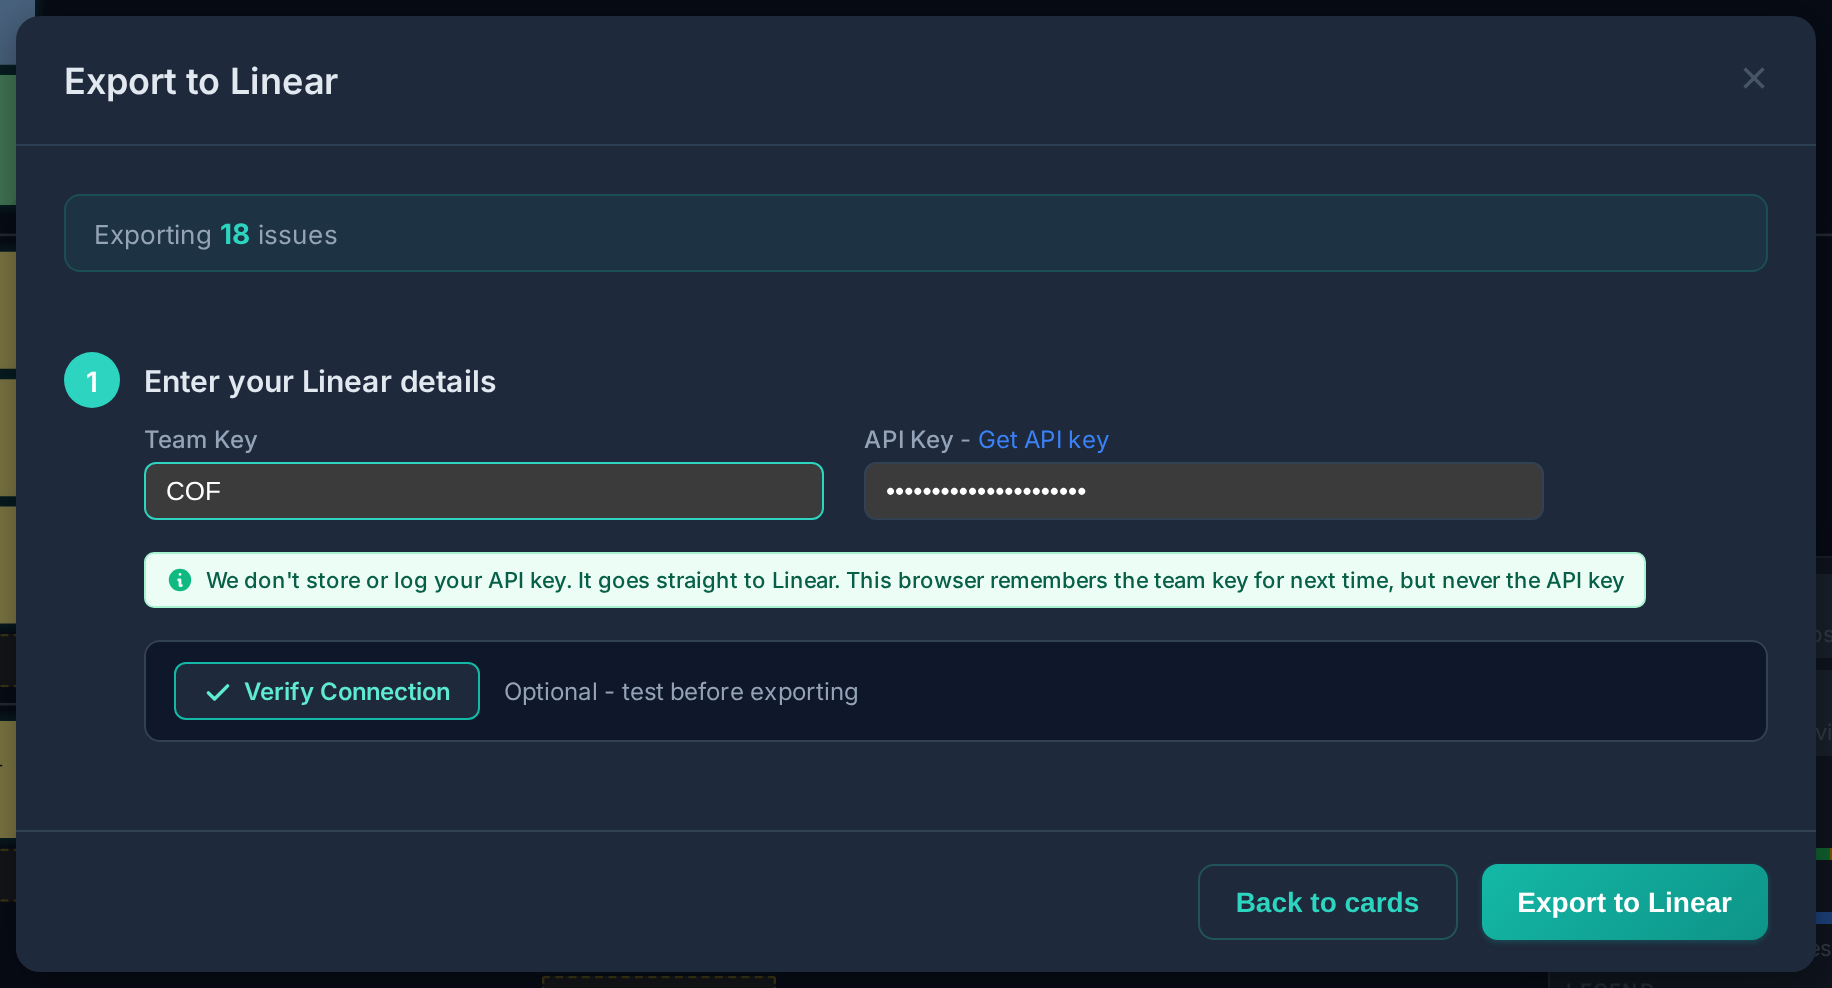 Export to Linear
Exporting 18 issues
1 Enter your Linear details
Team Key
API Key - Get API key
COF
••••••••••••••••••••••
We don't store or log your API key. It goes straight to Linear. This browser remembers the team key for next time, but never the API key
Verify Connection
Optional - test before exporting
Back to cards
Export to Linear
LEGEND